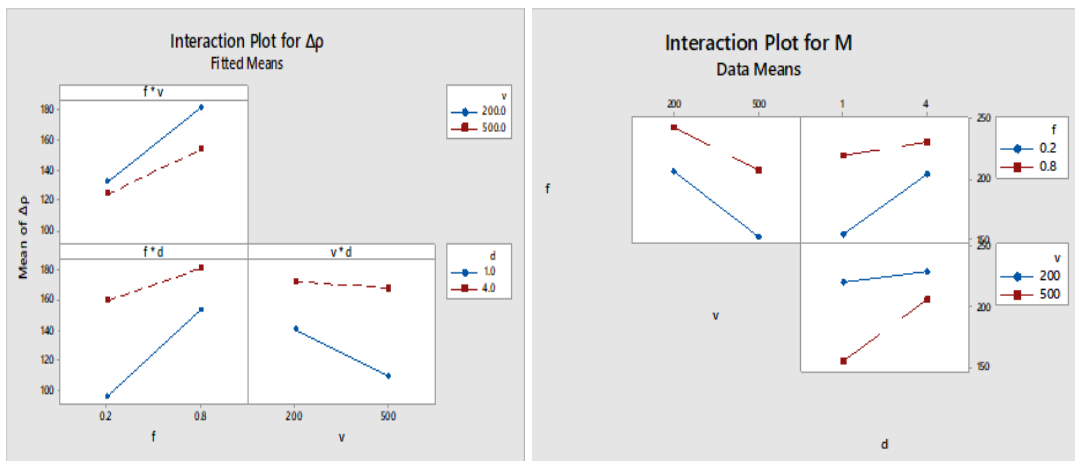 Interaction Plot for Δρ
Fitted Means
f * v
v
200.0
500.0
180
160
140
120
100
Mean of Δρ
f * d
v * d
d
1.0
4.0
180
160
140
120
100
0.2
0.8
200
500
f
v
Interaction Plot for M
Data Means
200
500
1
4
250
200
150
f
0.2
0.8
f
250
200
150
v
200
500
v
d